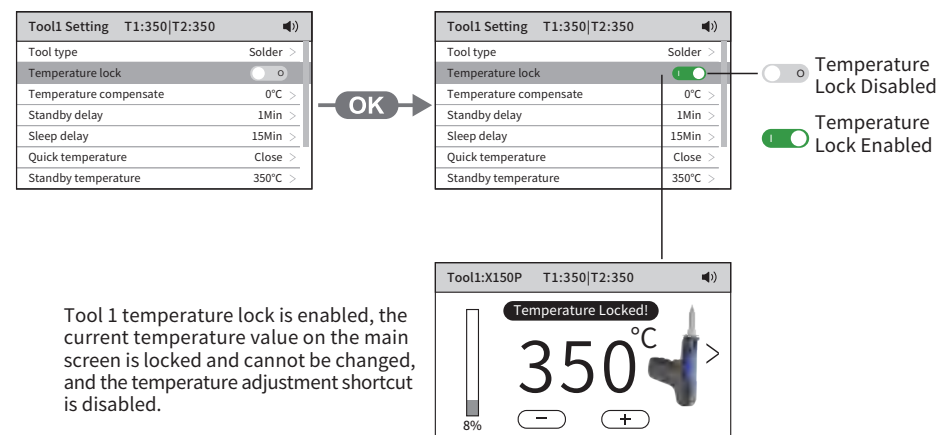 Tool1 Setting T1:350|T2:350
Tool type Solder >
Temperature lock O
Temperature compensate 0°C >
Standby delay 1Min >
Sleep delay 15Min >
Quick temperature Close >
Standby temperature 350°C >
OK
Tool1 Setting T1:350|T2:350
Tool type Solder >
Temperature lock I
Temperature compensate 0°C >
Standby delay 1Min >
Sleep delay 15Min >
Quick temperature Close >
Standby temperature 350°C >
O
Temperature
Lock Disabled
I
Temperature
Lock Enabled
Tool 1 temperature lock is enabled, the
current temperature value on the main
screen is locked and cannot be changed,
and the temperature adjustment shortcut
is disabled.
Tool1:X150P T1:350|T2:350
Temperature Locked!
350°C >
8%
− +